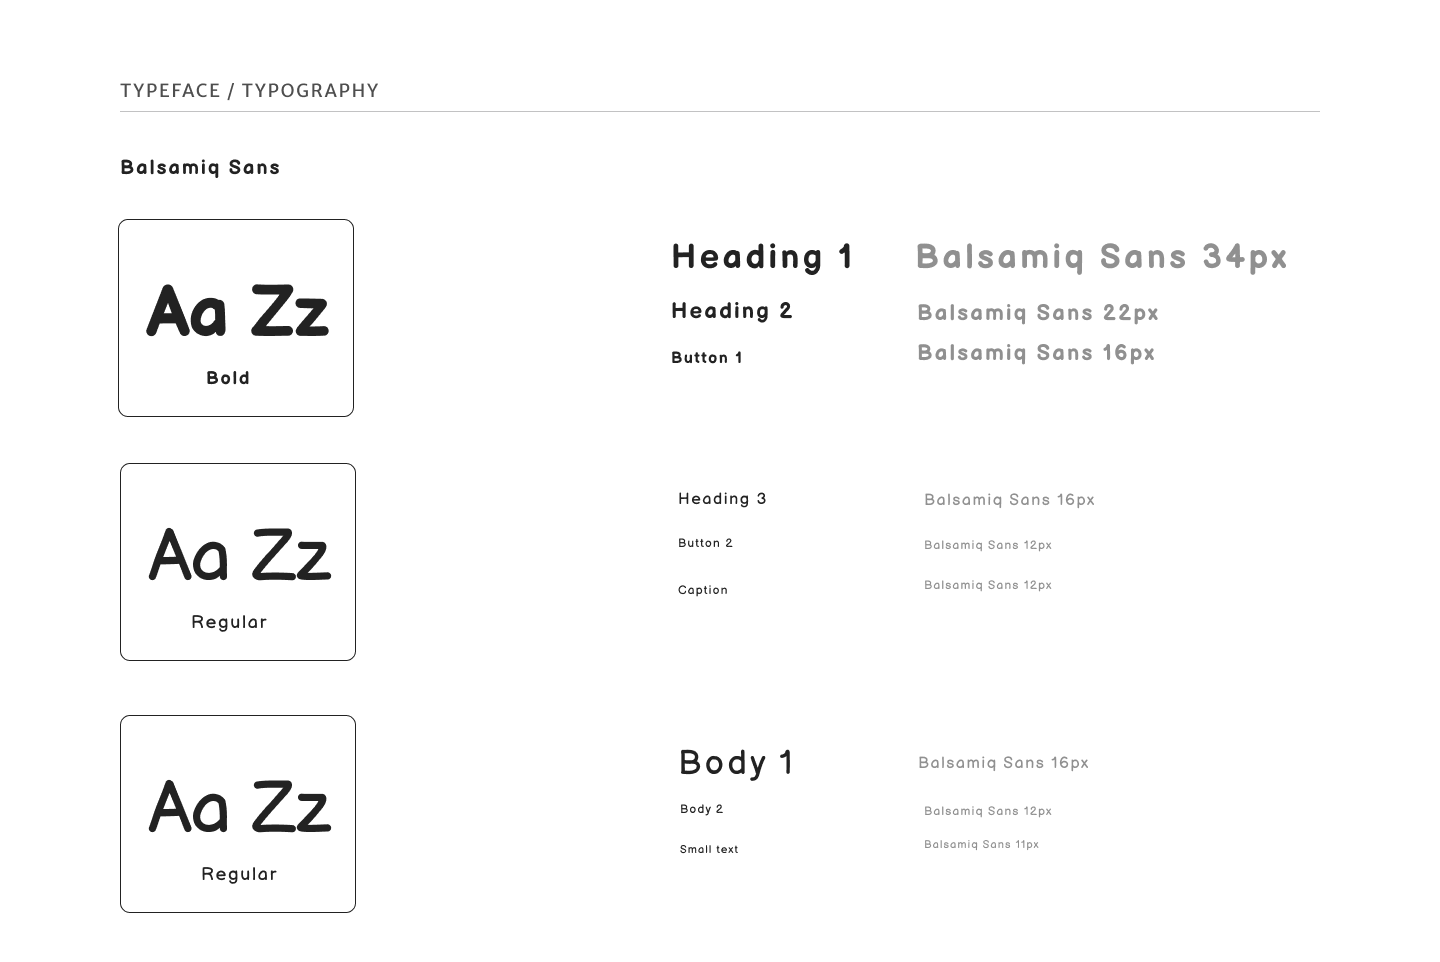 TYPEFACE / TYPOGRAPHY
Balsamiq Sans
Aa Zz
Bold
Heading 1 Balsamiq Sans 34px
Heading 2 Balsamiq Sans 22px
Button 1 Balsamiq Sans 16px
Aa Zz
Regular
Heading 3 Balsamiq Sans 16px
Button 2 Balsamiq Sans 12px
Caption Balsamiq Sans 12px
Aa Zz
Regular
Body 1 Balsamiq Sans 16px
Body 2 Balsamiq Sans 12px
Small text Balsamiq Sans 11px